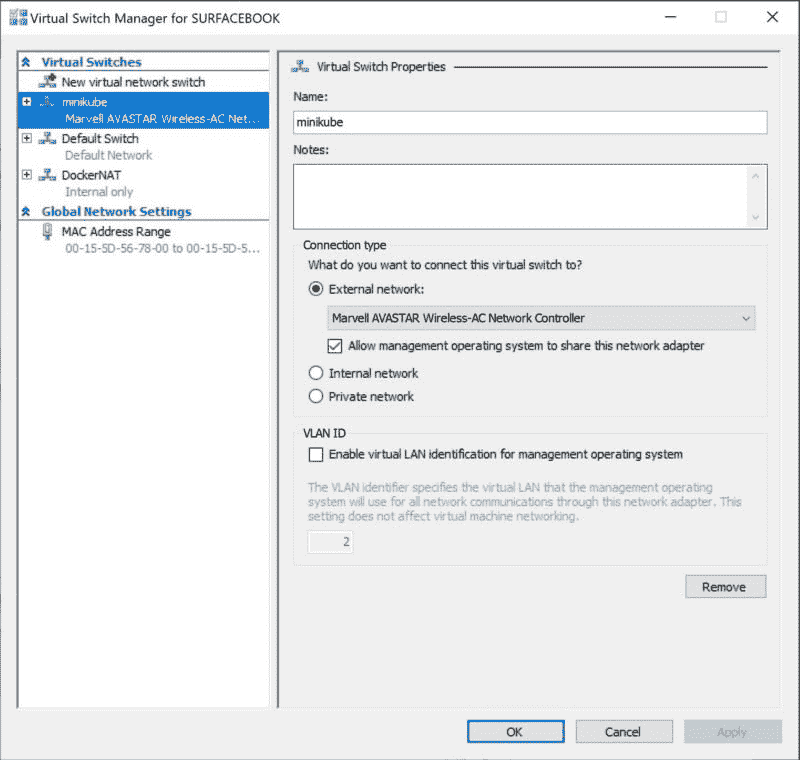 Virtual Switch Manager for SURFACEBOOK
Virtual Switches
New virtual network switch
minikube
Marvell AVASTAR Wireless-AC Net...
Default Switch
Default Network
DockerNAT
Internal only
Global Network Settings
MAC Address Range
00-15-5D-56-78-00 to 00-15-5D-5...
Virtual Switch Properties
Name:
minikube
Notes:
Connection type
What do you want to connect this virtual switch to?
External network:
Marvell AVASTAR Wireless-AC Network Controller
Allow management operating system to share this network adapter
Internal network
Private network
VLAN ID
Enable virtual LAN identification for management operating system
The VLAN identifier specifies the virtual LAN that the management operating
system will use for all network communications through this network adapter. This
setting does not affect virtual machine networking.
2
Remove
OK
Cancel
Apply